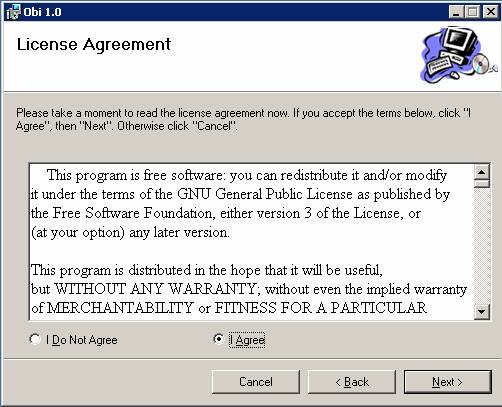 Obi 1.0
License Agreement
Please take a moment to read the license agreement now. If you accept the terms below, click "I
Agree", then "Next". Otherwise click "Cancel".
This program is free software: you can redistribute it and/or modify
it under the terms of the GNU General Public License as published by
the Free Software Foundation, either version 3 of the License, or
(at your option) any later version.
This program is distributed in the hope that it will be useful,
but WITHOUT ANY WARRANTY; without even the implied warranty
of MERCHANTABILITY or FITNESS FOR A PARTICULAR
I Do Not Agree
I Agree
Cancel
< Back
Next >